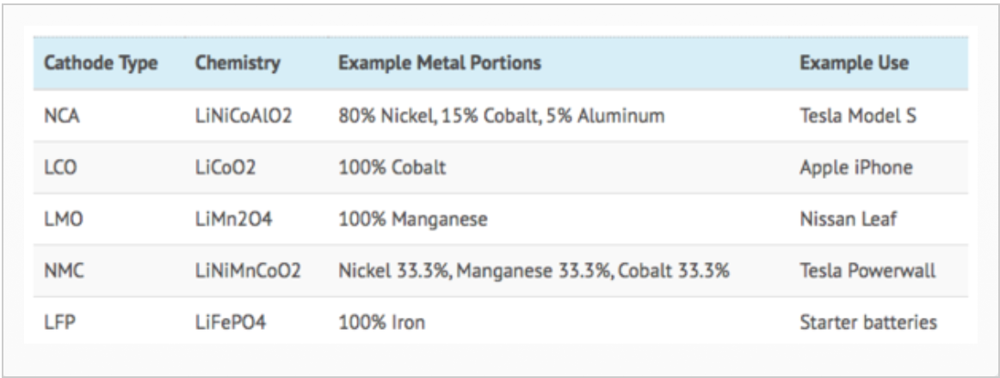 Cathode Type Chemistry Example Metal Portions Example Use
NCA LiNiCoAlO2 80% Nickel, 15% Cobalt, 5% Aluminum Tesla Model S
LCO LiCoO2 100% Cobalt Apple iPhone
LMO LiMn2O4 100% Manganese Nissan Leaf
NMC LiNiMnCoO2 Nickel 33.3%, Manganese 33.3%, Cobalt 33.3% Tesla Powerwall
LFP LiFePO4 100% Iron Starter batteries